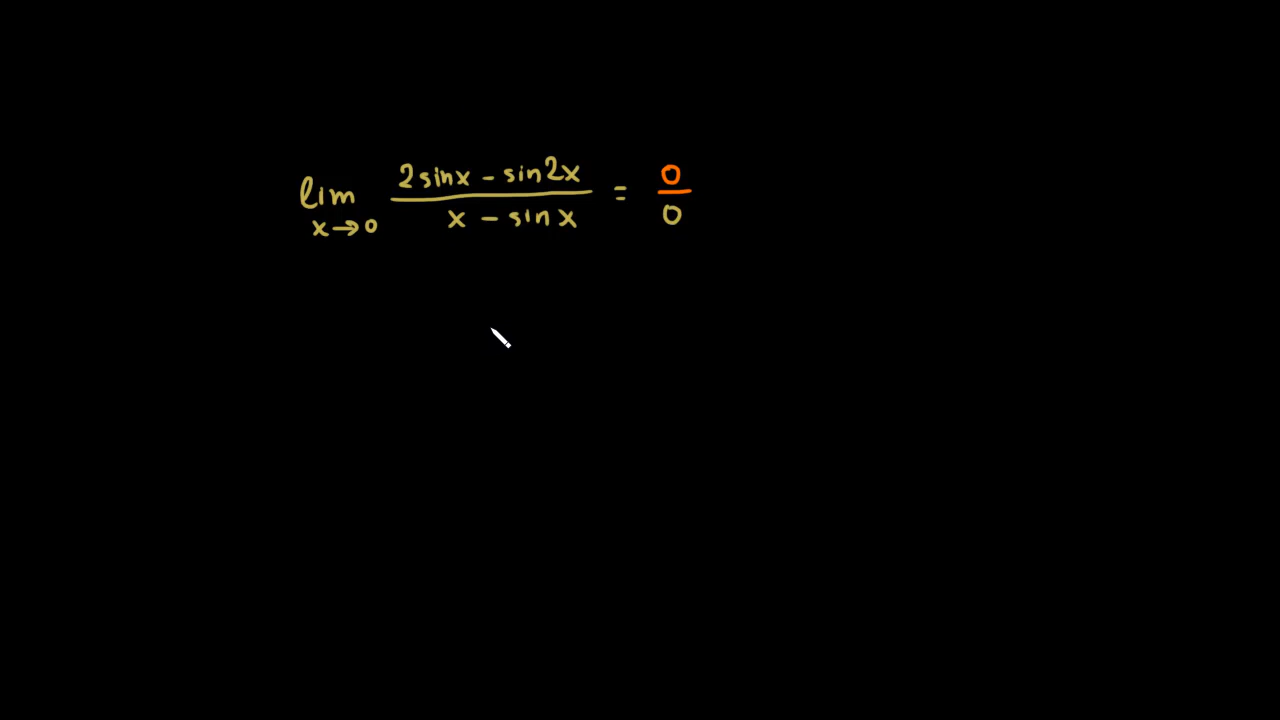 lim x→0 (2sinx − sin2x)/(x − sinx) = 0/0